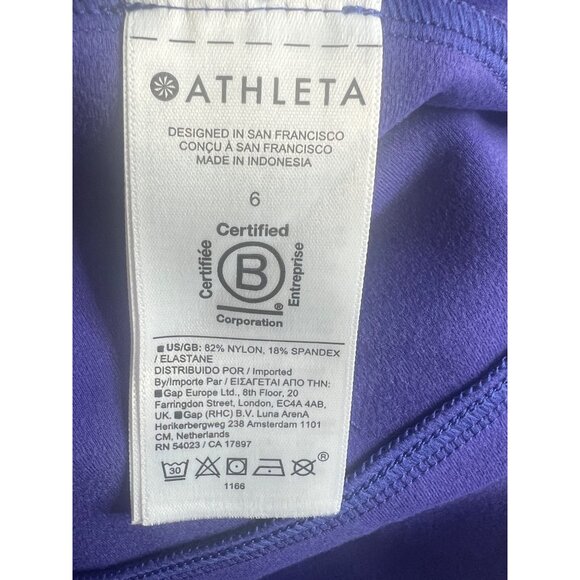 ATHLETA
DESIGNED IN SAN FRANCISCO
CONÇU À SAN FRANCISCO
MADE IN INDONESIA
6
Certified
Certifiée
B
Entreprise
®
Corporation
US/GB: 82% NYLON, 18% SPANDEX
/ ELASTANE
DISTRIBUIDO POR / Imported
By/Importe Par / ΕΙΣΑΓΕΤΑΙ ΑΠΟ ΤΗΝ:
Gap Europe Ltd., 8th Floor, 20
Farringdon Street, London, EC4A 4AB,
UK. Gap (RHC) B.V. Luna ArenA
Herikerbergweg 238 Amsterdam 1101
CM, Netherlands
RN 54023 / CA 17897
30 ®
1166